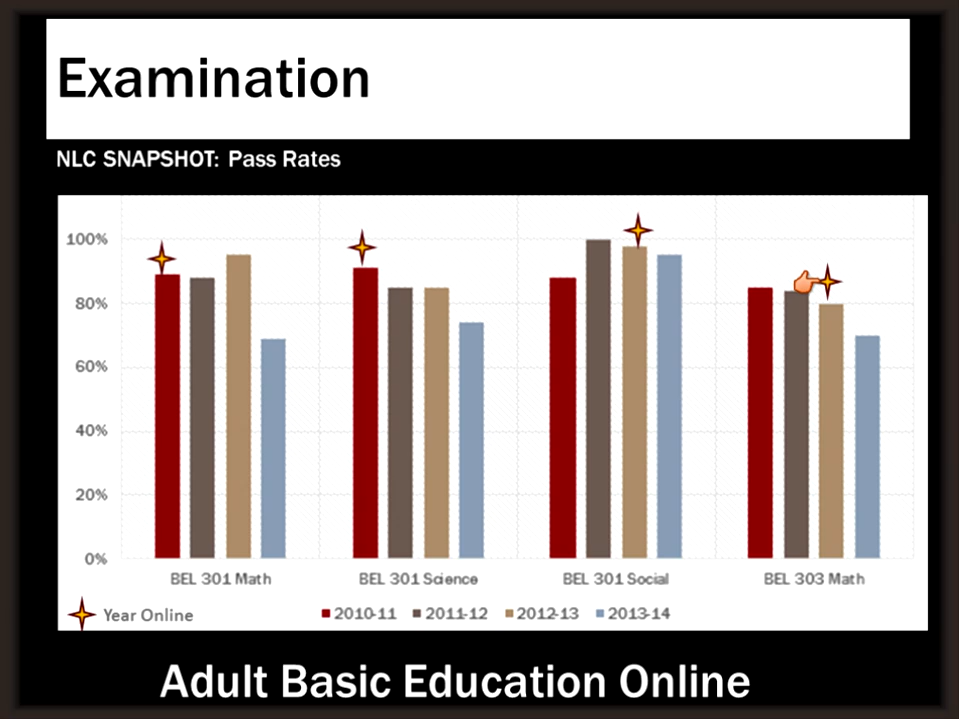 Examination
NLC SNAPSHOT: Pass Rates
100%
80%
60%
40%
20%
0%
BEL 301 Math BEL 301 Science BEL 301 Social BEL 303 Math
Year Online 2010-11 2011-12 2012-13 2013-14
Adult Basic Education Online